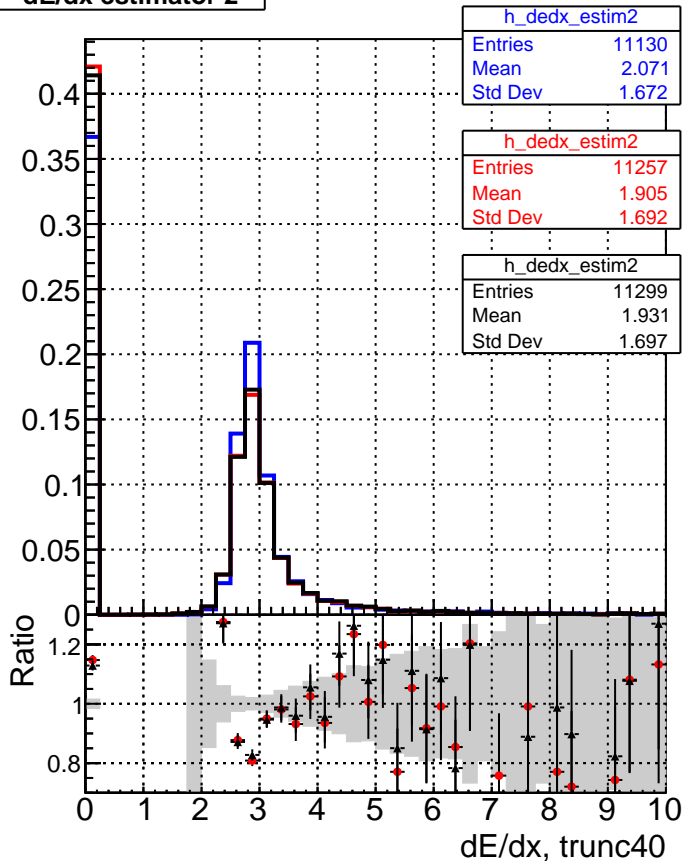 dE/dx estimator 2
h_dedx_estim2
Entries 11130
Mean 2.071
Std Dev 1.672
h_dedx_estim2
Entries 11257
Mean 1.905
Std Dev 1.692
h_dedx_estim2
Entries 11299
Mean 1.931
Std Dev 1.697
0.4
0.35
0.3
0.25
0.2
0.15
0.1
0.05
0
Ratio
1.2
1
0.8
0 1 2 3 4 5 6 7 8 9 10
dE/dx, trunc40